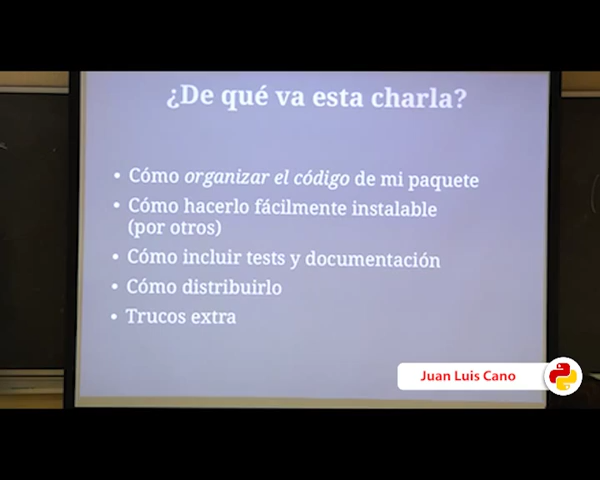 ¿De qué va esta charla?
• Cómo organizar el código de mi paquete
• Cómo hacerlo fácilmente instalable
(por otros)
• Cómo incluir tests y documentación
• Cómo distribuirlo
• Trucos extra
Juan Luis Cano